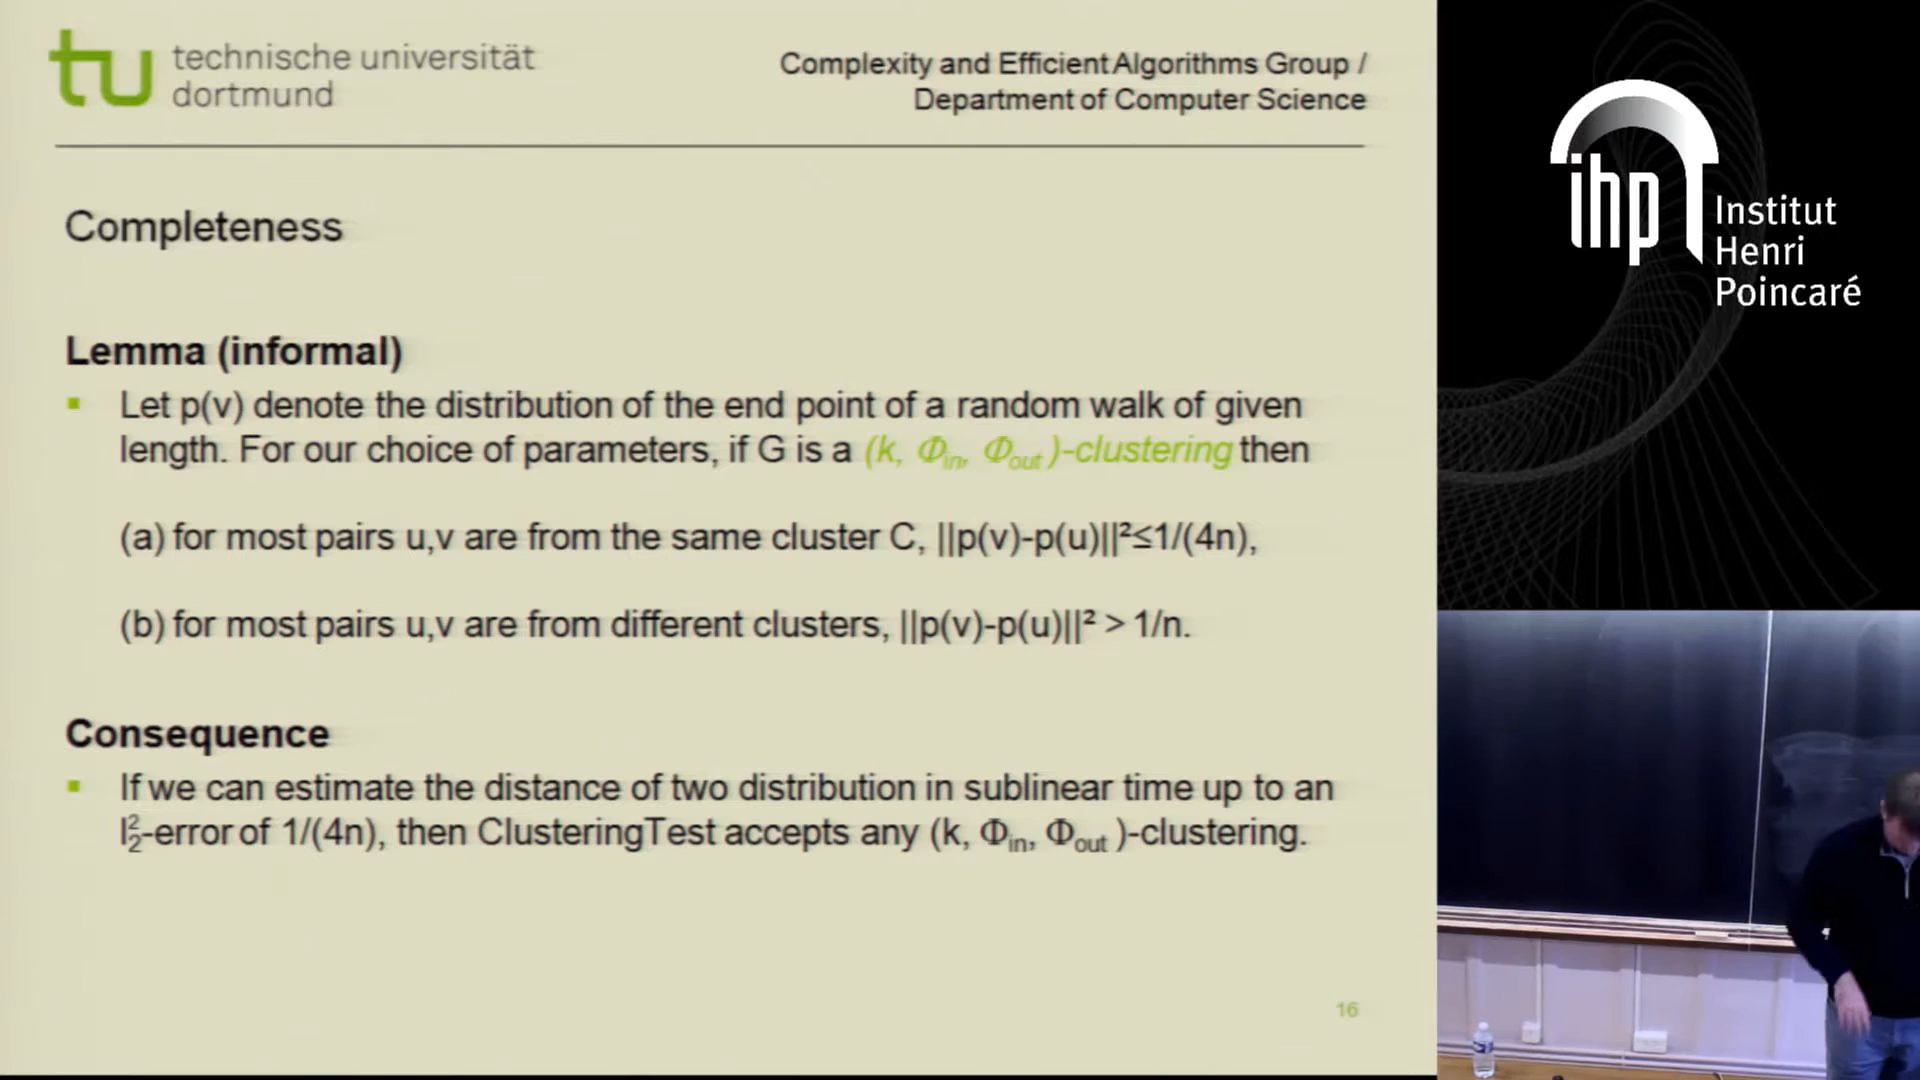 technische universität
dortmund
Complexity and Efficient Algorithms Group /
Department of Computer Science
Completeness
Lemma (informal)
Let p(v) denote the distribution of the end point of a random walk of given
length. For our choice of parameters, if G is a (k, Φin, Φout )-clustering then
(a) for most pairs u,v are from the same cluster C, ||p(v)-p(u)||²≤1/(4n),
(b) for most pairs u,v are from different clusters, ||p(v)-p(u)||² > 1/n.
Consequence
If we can estimate the distance of two distribution in sublinear time up to an
l₂²-error of 1/(4n), then ClusteringTest accepts any (k, Φin, Φout )-clustering.
16
ihp Institut
Henri
Poincaré